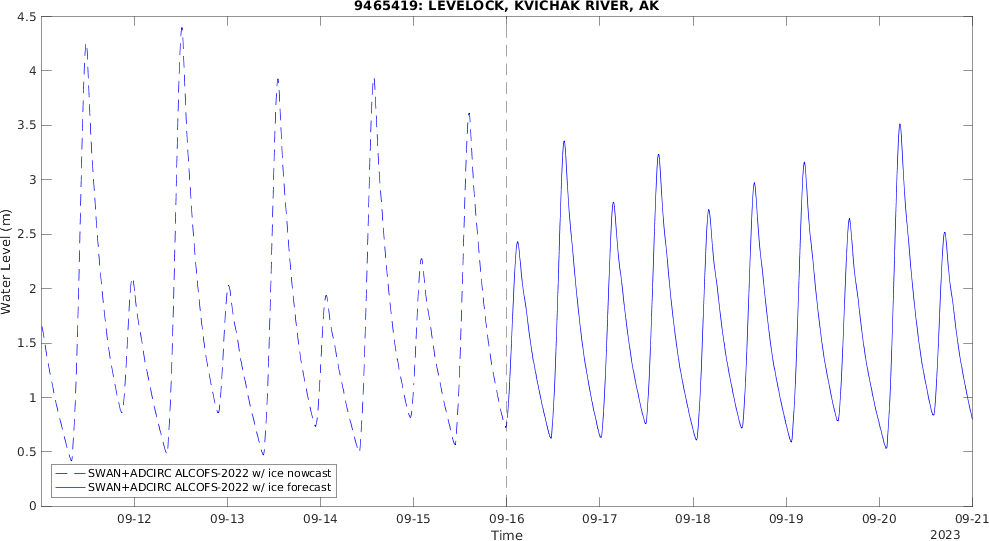 9465419: LEVELOCK, KVICHAK RIVER, AK
Water Level (m)
4.5
4
3.5
3
2.5
2
1.5
1
0.5
0
SWAN+ADCIRC ALCOFS-2022 w/ ice nowcast
SWAN+ADCIRC ALCOFS-2022 w/ ice forecast
09-12 09-13 09-14 09-15 09-16 09-17 09-18 09-19 09-20 09-21
Time
2023